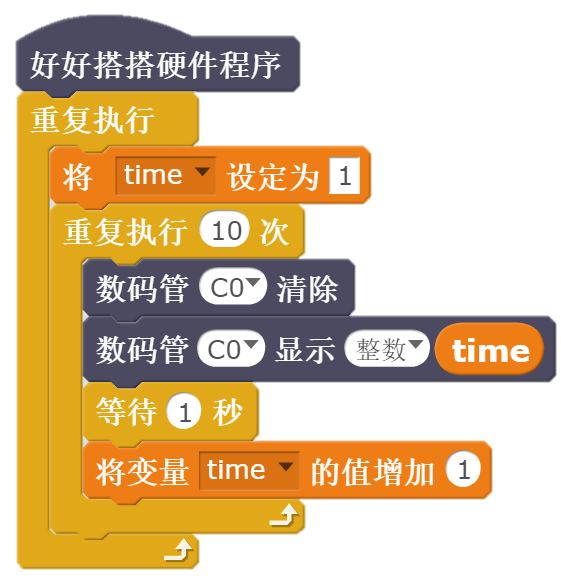 好好搭搭硬件程序
重复执行
将 time 设定为 1
重复执行 10 次
数码管 C0 清除
数码管 C0 显示 整数 time
等待 1 秒
将变量 time 的值增加 1